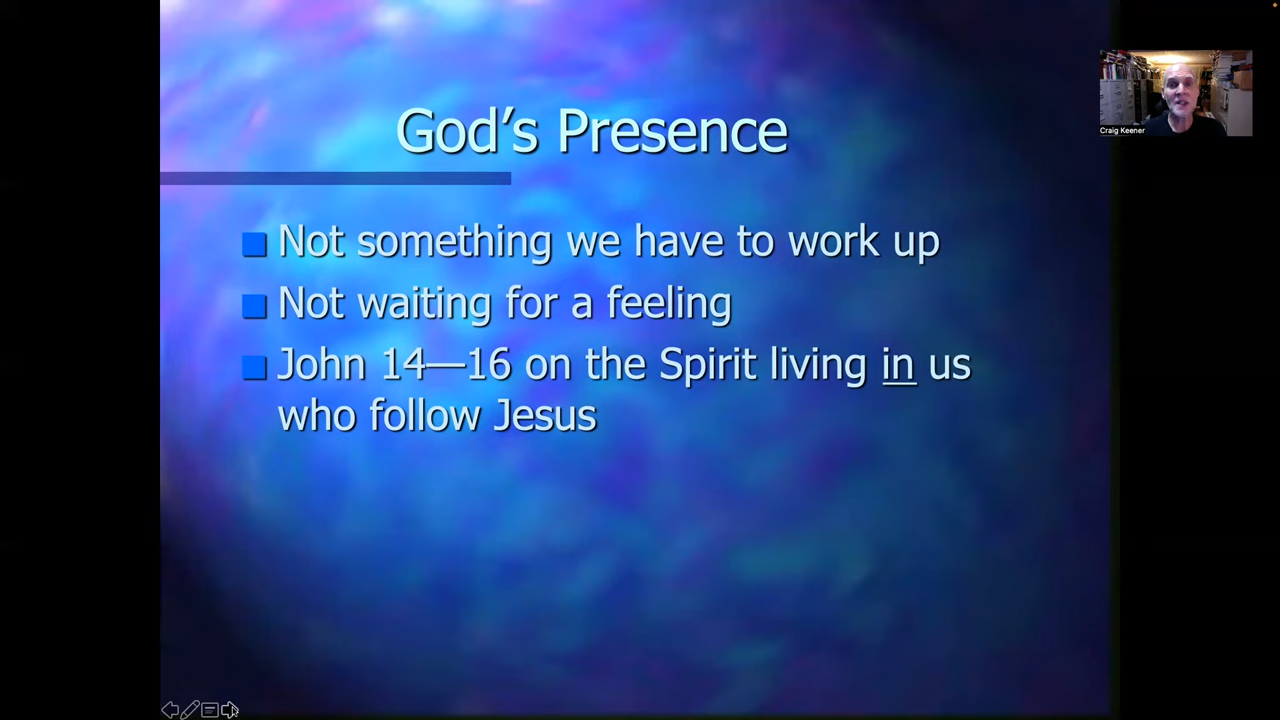 God’s Presence
Craig Keener
Not something we have to work up
Not waiting for a feeling
John 14—16 on the Spirit living in us
who follow Jesus